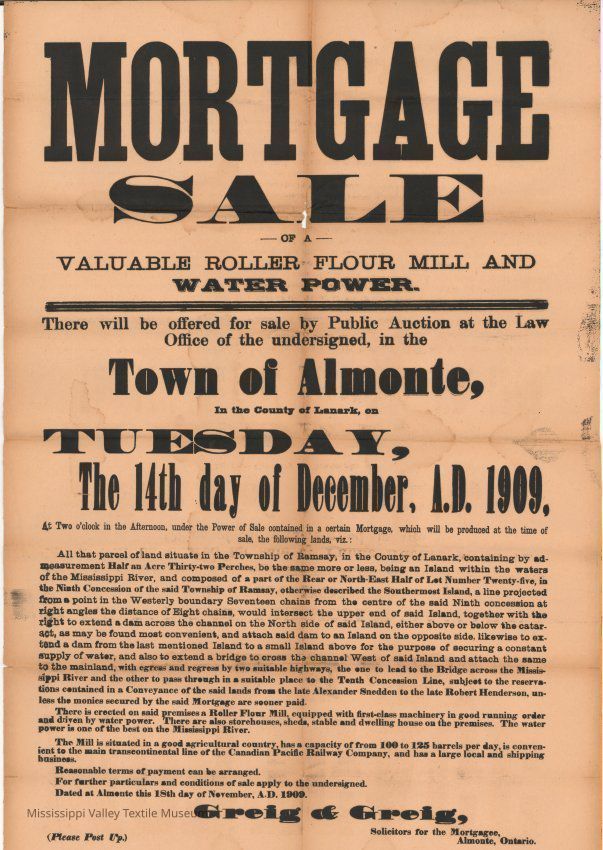 MORTGAGE
SALE
— OF A —
VALUABLE ROLLER FLOUR MILL AND
WATER POWER.
There will be offered for sale by Public Auction at the Law
Office of the undersigned, in the
Town of Almonte,
In the County of Lanark, on
TUESDAY,
The 14th day of December, A.D. 1909,
At Two o'clock in the Afternoon, under the Power of Sale contained in a certain Mortgage, which will be produced at the time of
sale, the following lands, viz.:
All that parcel of land situate in the Township of Ramsay, in the County of Lanark, containing by ad-
measurement Half an Acre Thirty-two Perches, be the same more or less, being an Island within the waters
of the Mississippi River, and composed of a part of the Rear or North-East Half of Lot Number Twenty-five, in
the Ninth Concession of the said Township of Ramsay, otherwise described the Southermost Island, a line projected
from a point in the Westerly boundary Seventeen chains from the centre of the said Ninth concession at
right angles the distance of Eight chains, would intersect the upper end of said Island, together with the
right to extend a dam across the channel on the North side of said Island, either above or below the catar-
act, as may be found most convenient, and attach said dam to an Island on the opposite side, likewise to ex-
tend a dam from the last mentioned Island to a small Island above for the purpose of securing a constant
supply of water, and also to extend a bridge to cross the channel West of said Island and attach the same
to the mainland, with egress and regress by two suitable highways, the one to lead to the Bridge across the Missis-
sippi River and the other to pass through in a suitable place to the Tenth Concession Line, subject to the reserva-
tions contained in a Conveyance of the said lands from the late Alexander Snedden to the late Robert Henderson, un-
less the monies secured by the said Mortgage are sooner paid.
There is erected on said premises a Roller Flour Mill, equipped with first-class machinery in good running order
and driven by water power. There are also storehouses, sheds, stable and dwelling house on the premises. The water
power is one of the best on the Mississippi River.
The Mill is situated in a good agricultural country, has a capacity of from 100 to 125 barrels per day, is conven-
ient to the main transcontinental line of the Canadian Pacific Railway Company, and has a large local and shipping
business.
Reasonable terms of payment can be arranged.
For further particulars and conditions of sale apply to the undersigned.
Dated at Almonte this 18th day of November, A.D. 1909.
Mississippi Valley Textile Museum
Greig & Greig,
Solicitors for the Mortgagee,
(Please Post Up.)
Almonte, Ontario.